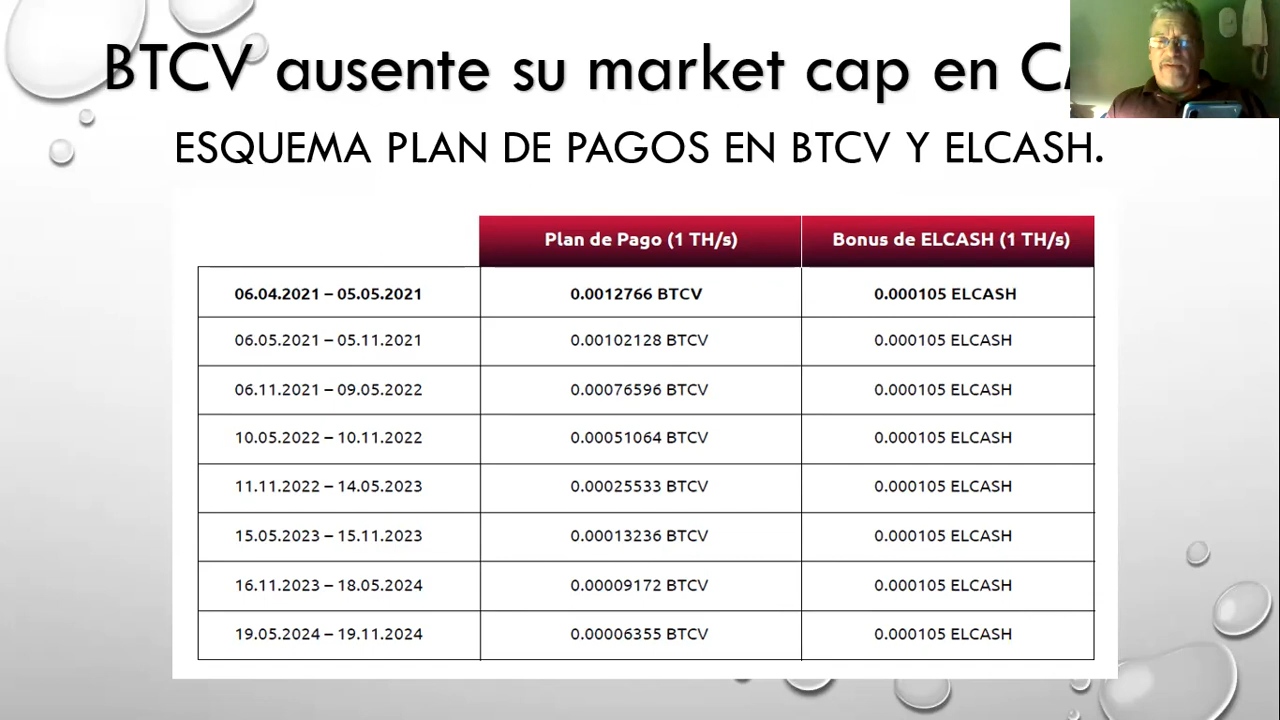 BTCV ausente su market cap en
ESQUEMA PLAN DE PAGOS EN BTCV Y ELCASH.
Plan de Pago (1 TH/s) Bonus de ELCASH (1 TH/s)
06.04.2021 – 05.05.2021 0.0012766 BTCV 0.000105 ELCASH
06.05.2021 – 05.11.2021 0.00102128 BTCV 0.000105 ELCASH
06.11.2021 – 09.05.2022 0.00076596 BTCV 0.000105 ELCASH
10.05.2022 – 10.11.2022 0.00051064 BTCV 0.000105 ELCASH
11.11.2022 – 14.05.2023 0.00025533 BTCV 0.000105 ELCASH
15.05.2023 – 15.11.2023 0.00013236 BTCV 0.000105 ELCASH
16.11.2023 – 18.05.2024 0.00009172 BTCV 0.000105 ELCASH
19.05.2024 – 19.11.2024 0.00006355 BTCV 0.000105 ELCASH